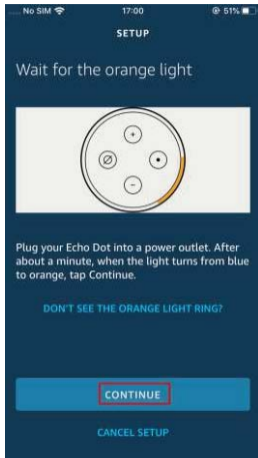 No SIM 17:00 51%
SETUP
Wait for the orange light
Plug your Echo Dot into a power outlet. After
about a minute, when the light turns from blue
to orange, tap Continue.
DON'T SEE THE ORANGE LIGHT RING?
CONTINUE
CANCEL SETUP